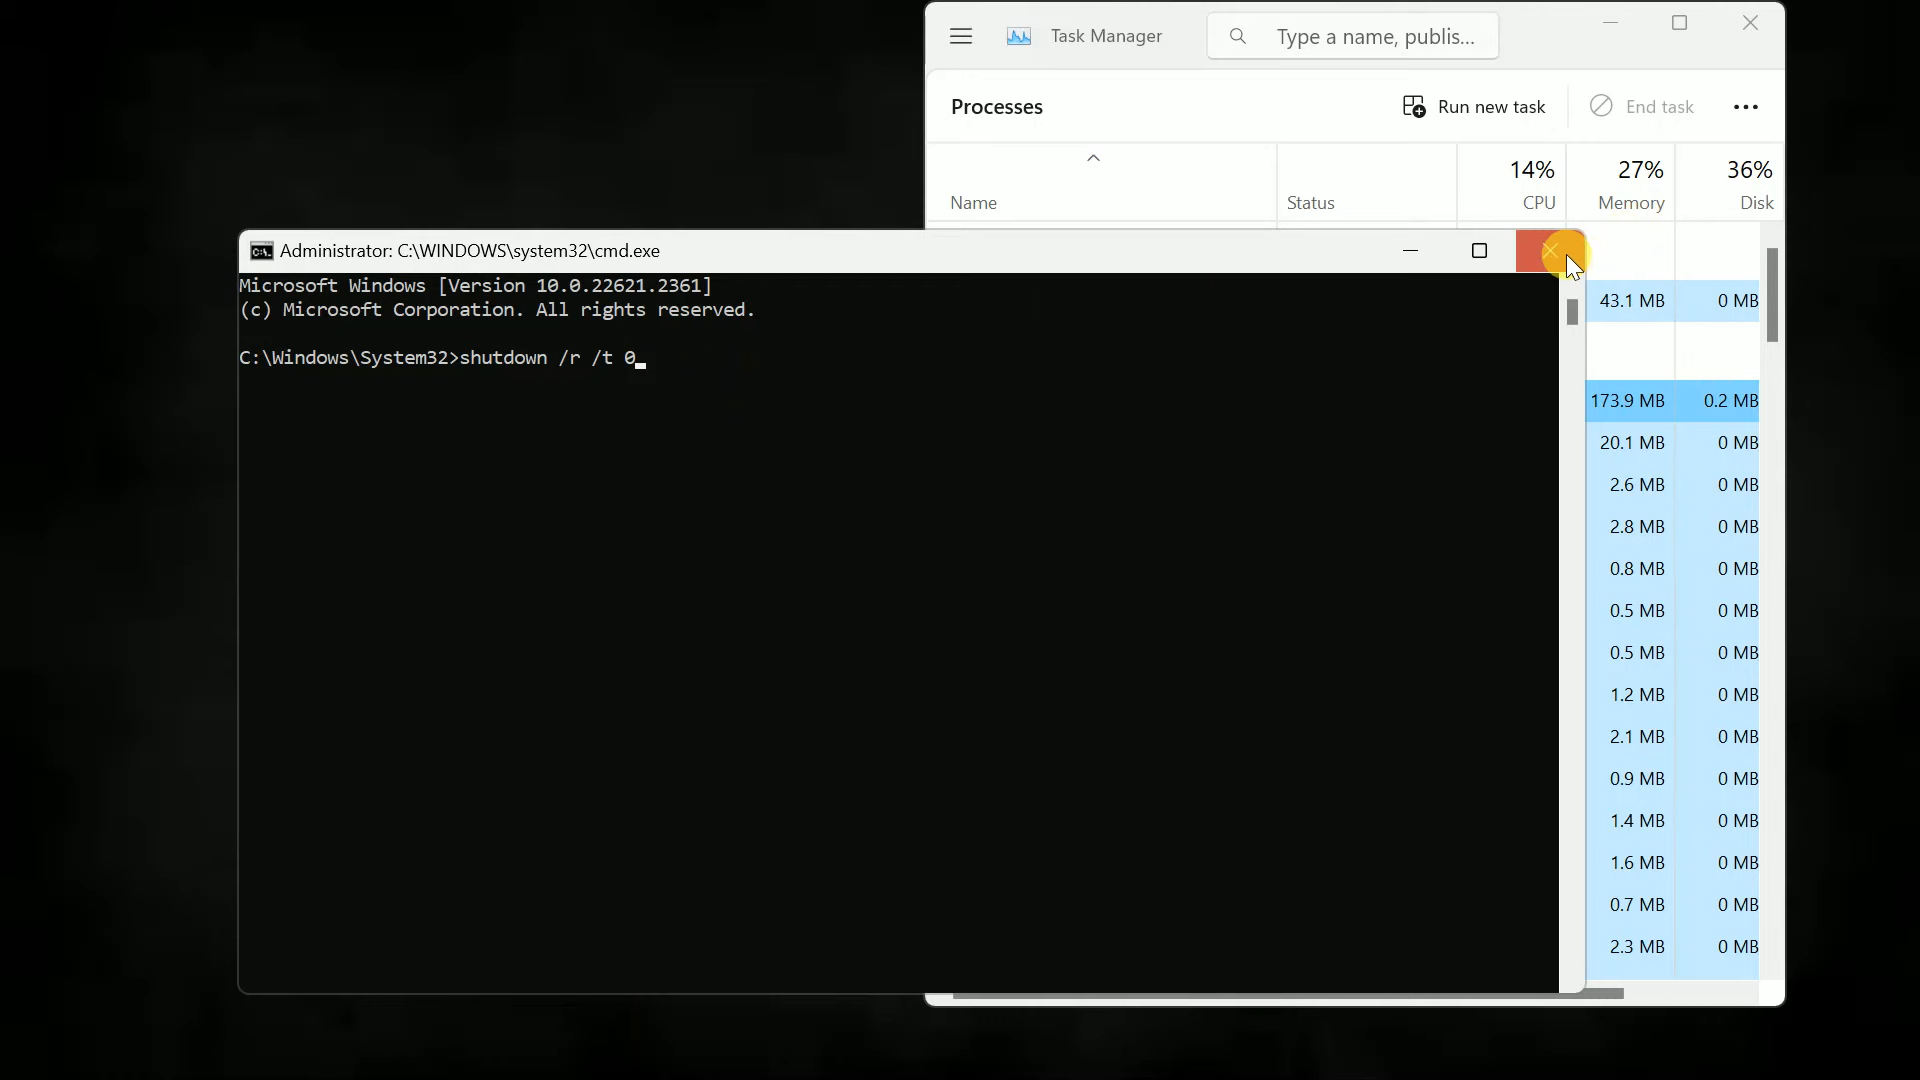 Task Manager
Type a name, publis...
Processes
Run new task
End task
14% 27% 36%
Name Status CPU Memory Disk
Administrator: C:\WINDOWS\system32\cmd.exe
Microsoft Windows [Version 10.0.22621.2361]
(c) Microsoft Corporation. All rights reserved.
C:\Windows\System32>shutdown /r /t 0
43.1 MB 0 MB
173.9 MB 0.2 MB
20.1 MB 0 MB
2.6 MB 0 MB
2.8 MB 0 MB
0.8 MB 0 MB
0.5 MB 0 MB
0.5 MB 0 MB
1.2 MB 0 MB
2.1 MB 0 MB
0.9 MB 0 MB
1.4 MB 0 MB
1.6 MB 0 MB
0.7 MB 0 MB
2.3 MB 0 MB